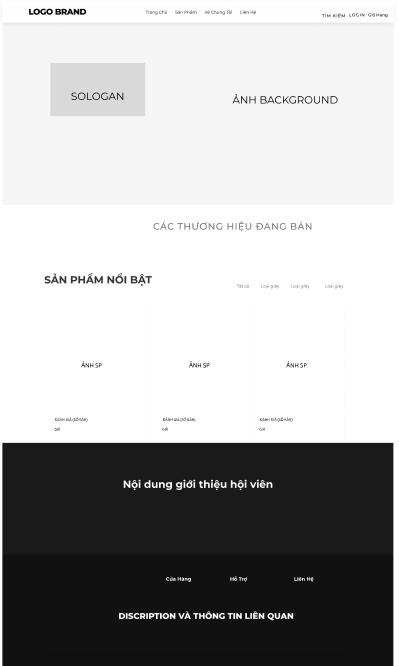 LOGO BRAND
Trang Chủ Sản Phẩm Về Chúng Tôi Liên Hệ
TÌM KIẾM LOG IN Giỏ Hàng
SOLOGAN
ẢNH BACKGROUND
CÁC THƯƠNG HIỆU ĐANG BÁN
SẢN PHẨM NỔI BẬT
Tất cả Loại giày Loại giày Loại giày
ẢNH SP ẢNH SP ẢNH SP
ĐÁNH GIÁ (SỐ BÁN) ĐÁNH GIÁ (SỐ BÁN) ĐÁNH GIÁ (SỐ BÁN)
GIÁ GIÁ GIÁ
Nội dung giới thiệu hội viên
Cửa Hàng Hỗ Trợ Liên Hệ
DISCRIPTION VÀ THÔNG TIN LIÊN QUAN